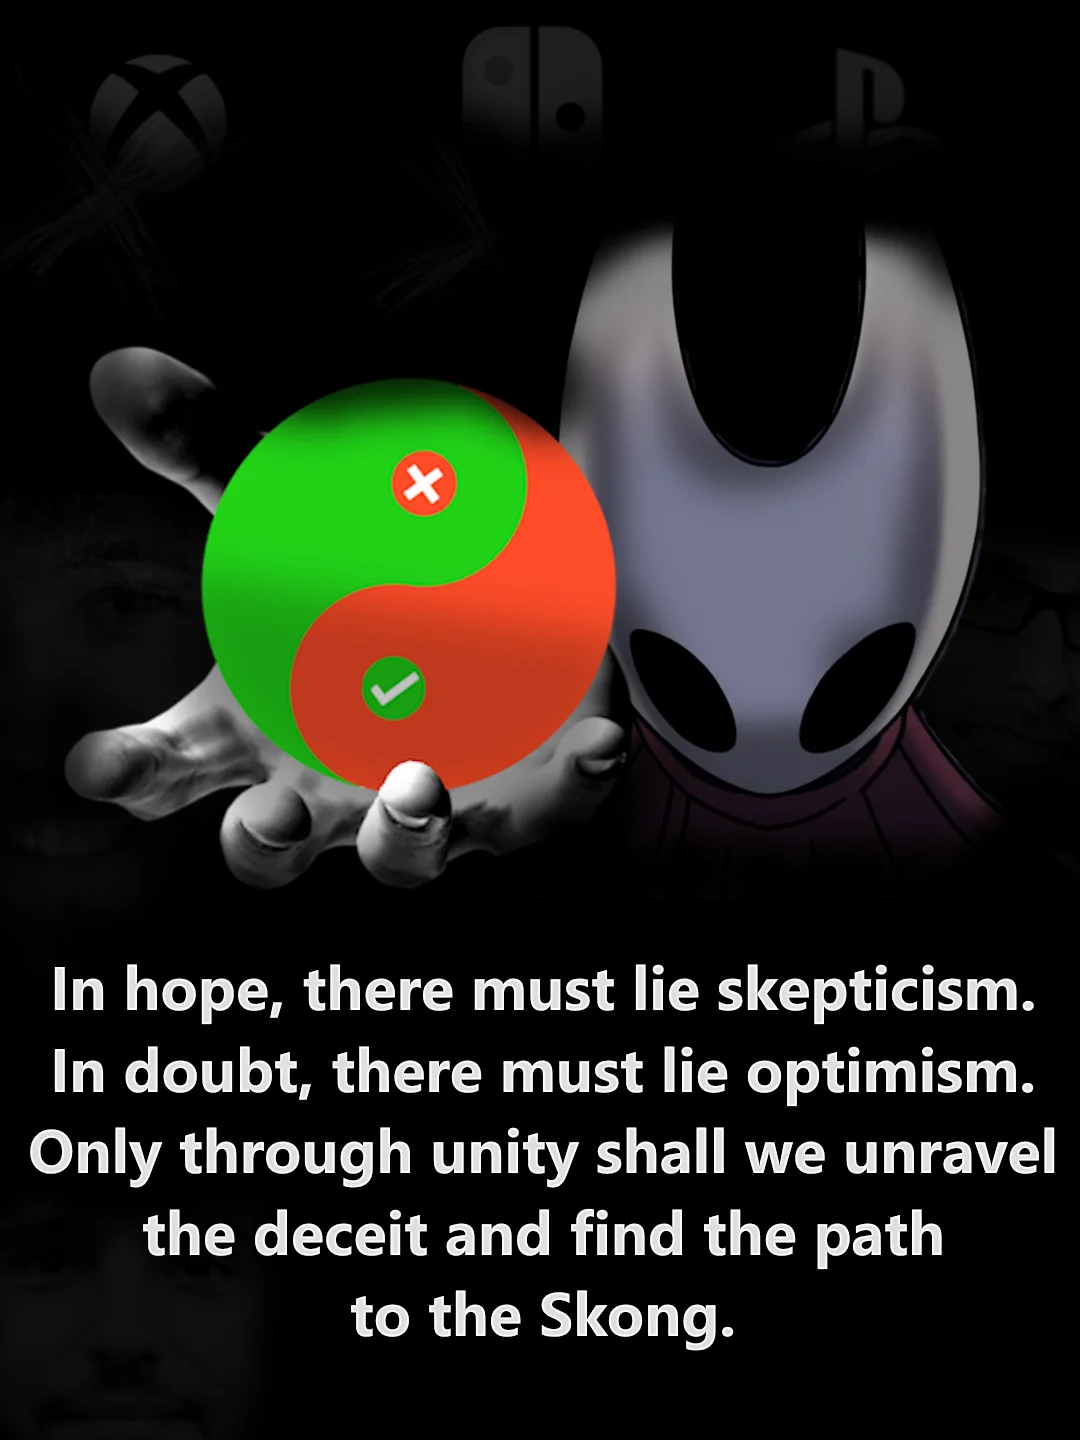 In hope, there must lie skepticism.
In doubt, there must lie optimism.
Only through unity shall we unravel
the deceit and find the path
to the Skong.